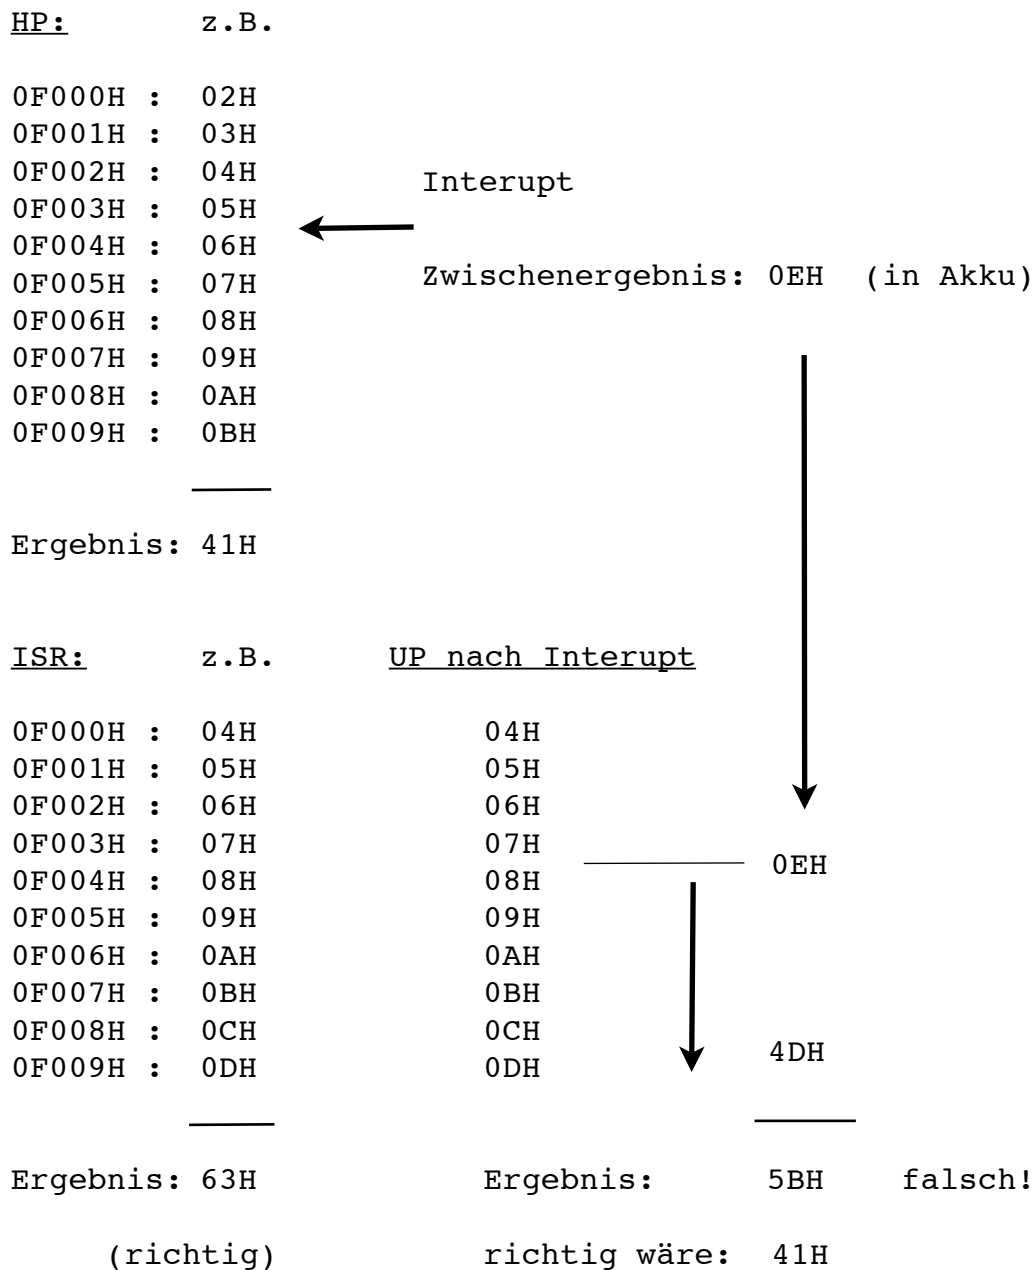 HP: z.B.
0F000H : 02H
0F001H : 03H
0F002H : 04H
Interupt
0F003H : 05H
0F004H : 06H
0F005H : 07H
Zwischenergebnis: 0EH (in Akku)
0F006H : 08H
0F007H : 09H
0F008H : 0AH
0F009H : 0BH
Ergebnis: 41H
ISR: z.B. UP nach Interupt
0F000H : 04H 04H
0F001H : 05H 05H
0F002H : 06H 06H
0F003H : 07H 07H
0EH
0F004H : 08H 08H
0F005H : 09H 09H
0F006H : 0AH 0AH
0F007H : 0BH 0BH
0F008H : 0CH 0CH
4DH
0F009H : 0DH 0DH
Ergebnis: 63H Ergebnis: 5BH falsch!
(richtig) richtig wäre: 41H